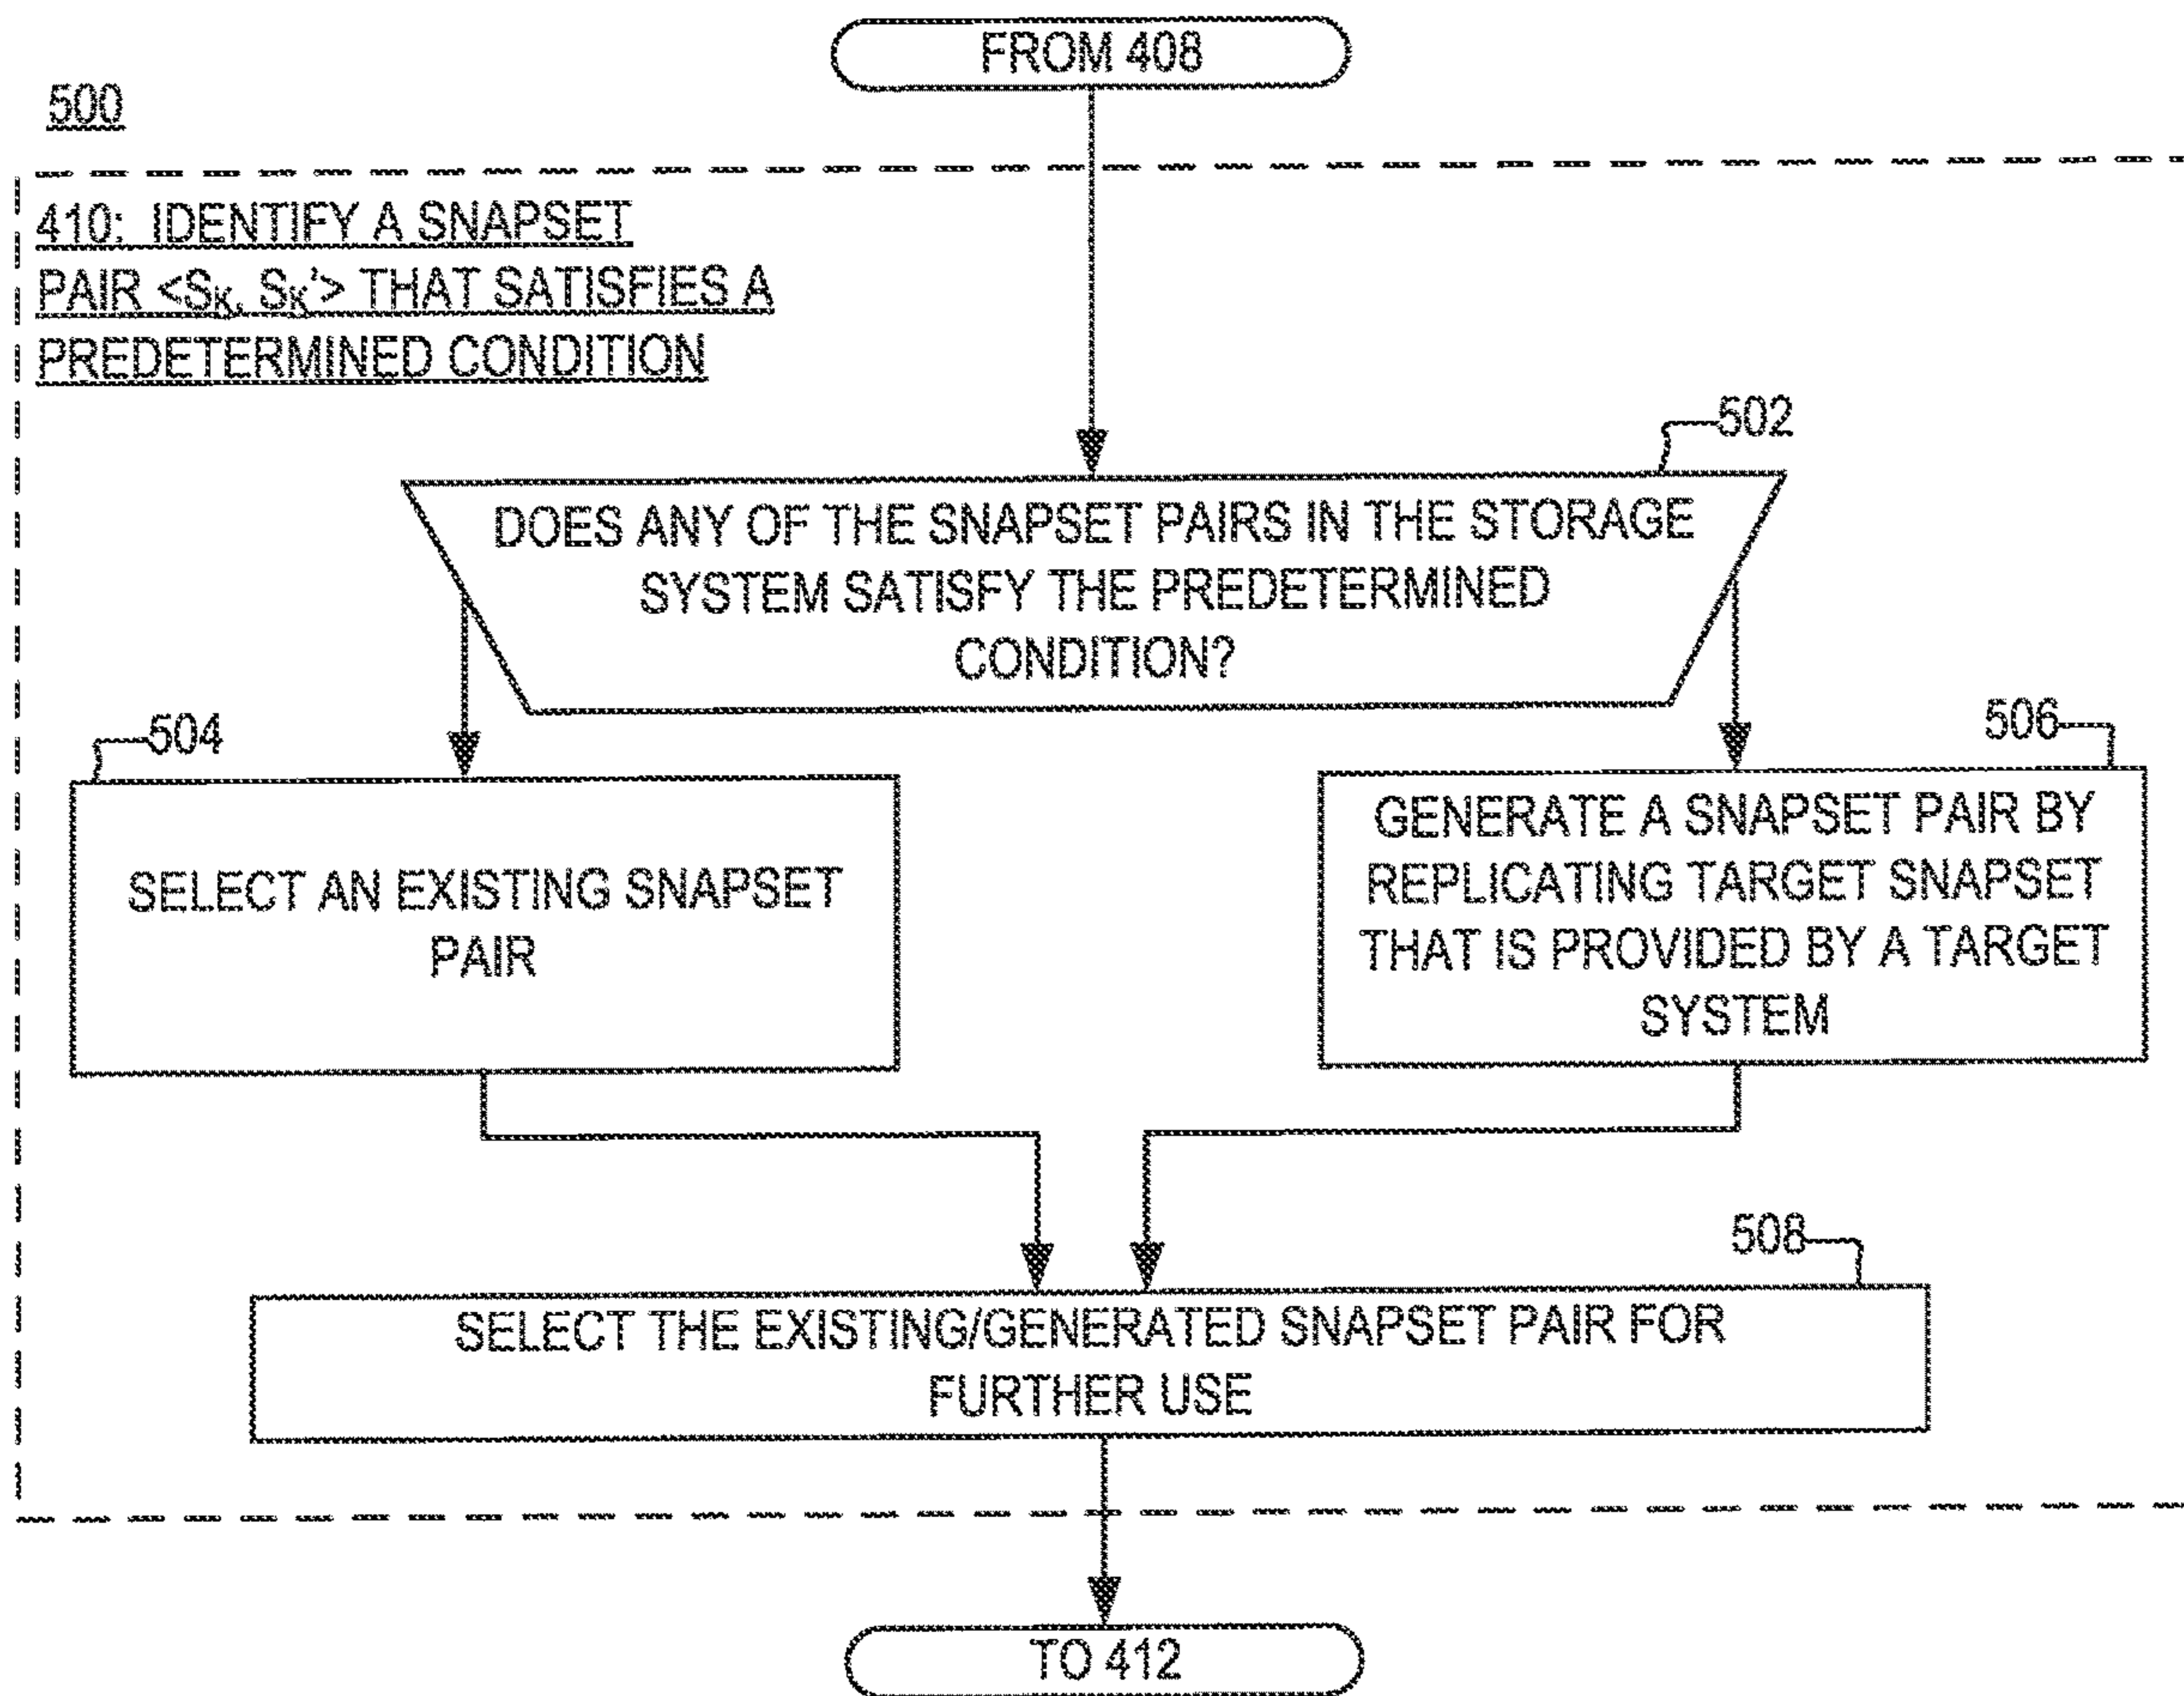 FROM 408
500
410: IDENTIFY A SNAPSET
PAIR <SK, SK'> THAT SATISFIES A
PREDETERMINED CONDITION
502
DOES ANY OF THE SNAPSET PAIRS IN THE STORAGE
SYSTEM SATISFY THE PREDETERMINED
CONDITION?
504
SELECT AN EXISTING SNAPSET
PAIR
506
GENERATE A SNAPSET PAIR BY
REPLICATING TARGET SNAPSET
THAT IS PROVIDED BY A TARGET
SYSTEM
508
SELECT THE EXISTING/GENERATED SNAPSET PAIR FOR
FURTHER USE
TO 412